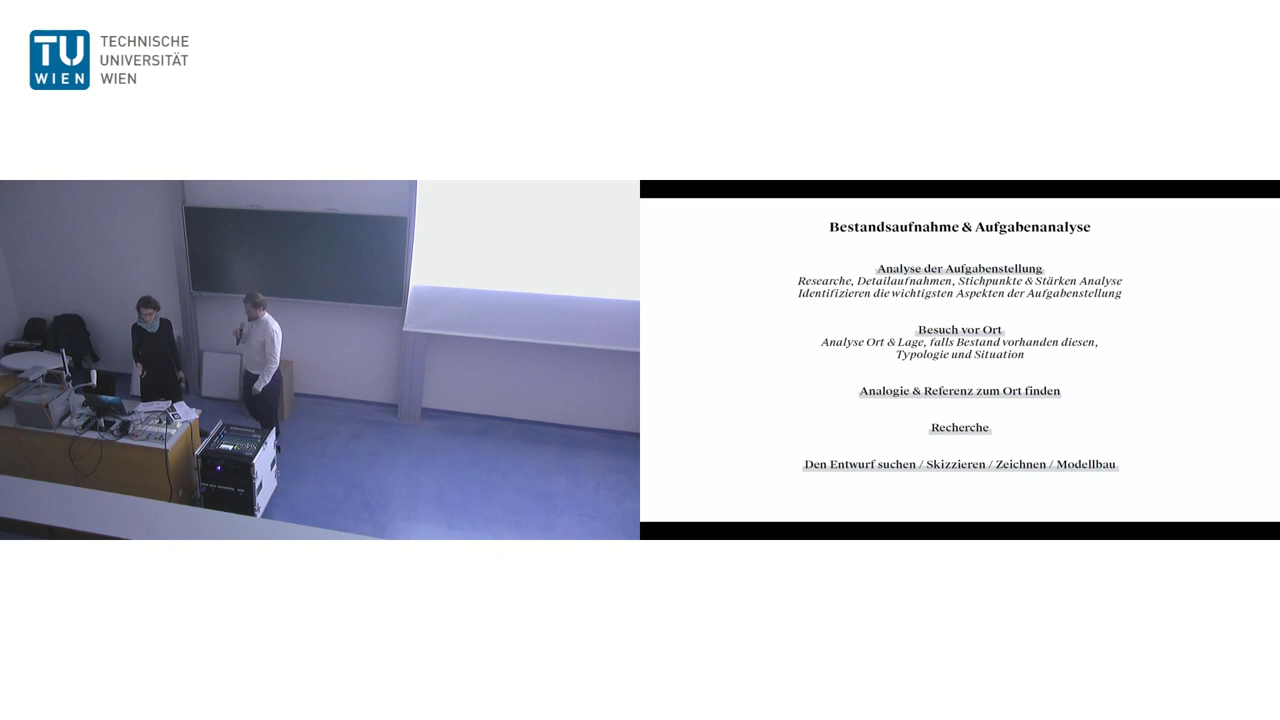 TU
WIEN
TECHNISCHE
UNIVERSITÄT
WIEN
Bestandsaufnahme & Aufgabenanalyse
Analyse der Aufgabenstellung
Researche, Detailaufnahmen, Stichpunkte & Stärken Analyse
Identifizieren die wichtigsten Aspekten der Aufgabenstellung
Besuch vor Ort
Analyse Ort & Lage, falls Bestand vorhanden diesen,
Typologie und Situation
Analogie & Referenz zum Ort finden
Recherche
Den Entwurf suchen / Skizzieren / Zeichnen / Modellbau